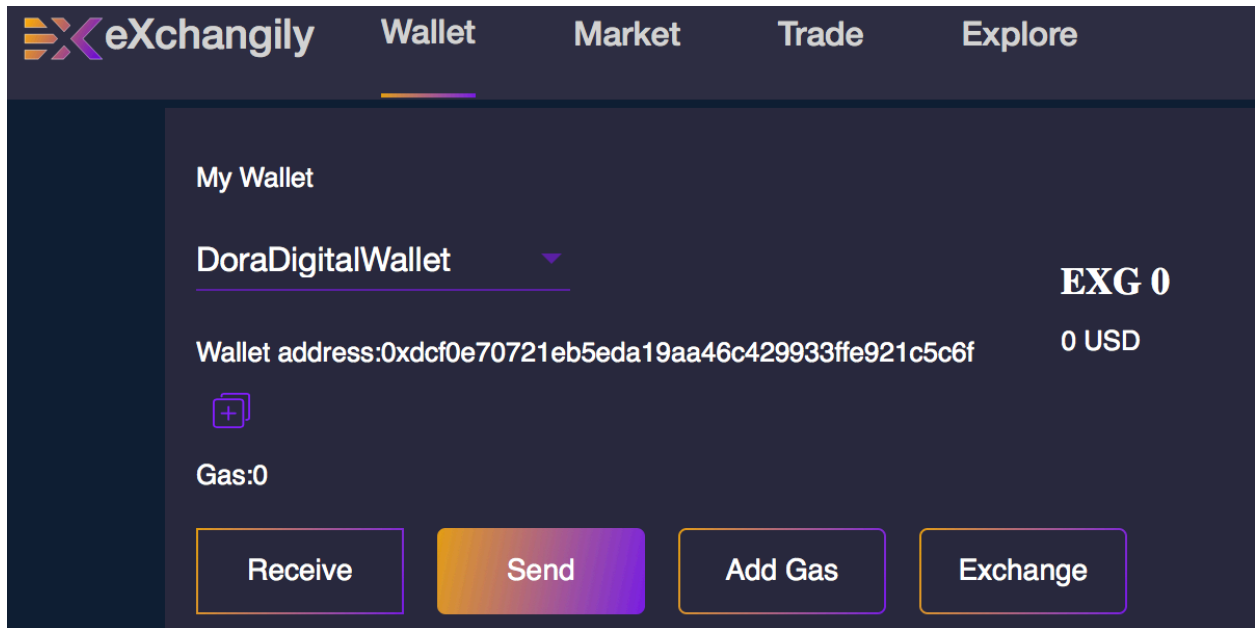 eXchangily Wallet Market Trade Explore
My Wallet
DoraDigitalWallet
EXG 0
Wallet address:0xdcf0e70721eb5eda19aa46c429933ffe921c5c6f
0 USD
Gas:0
Receive Send Add Gas Exchange